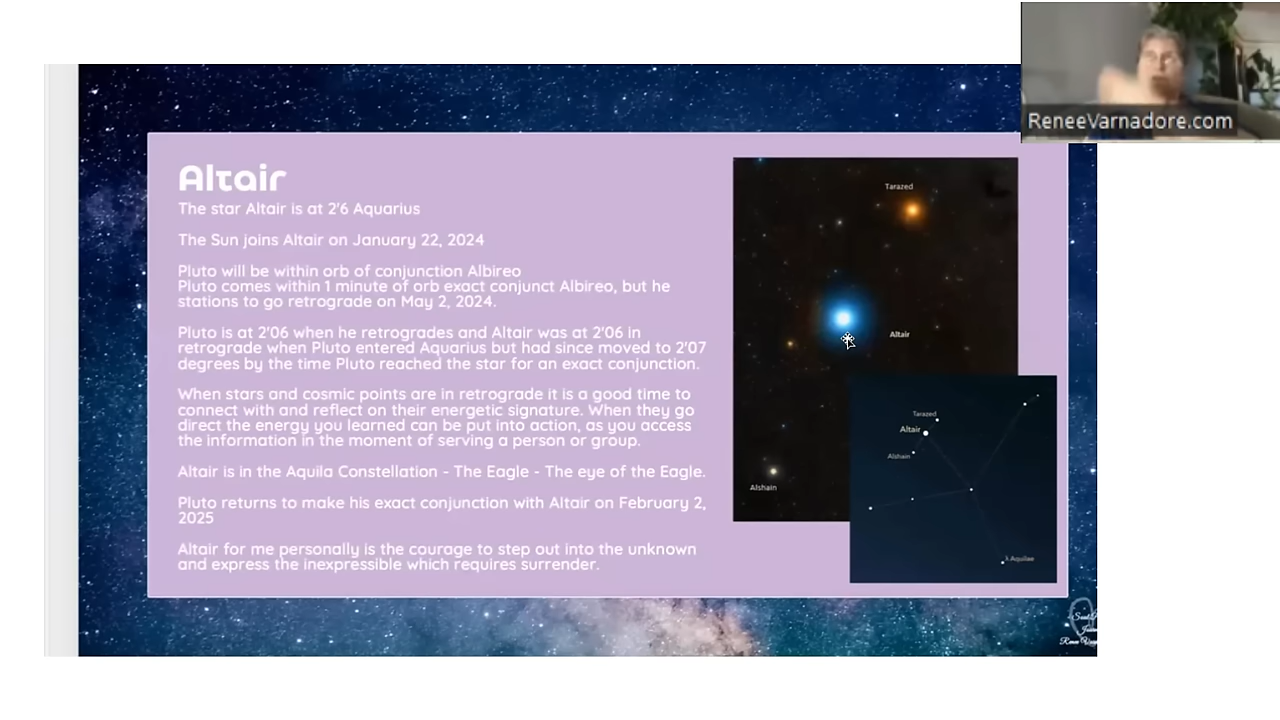 ReneeVarnadore.com
Altair
The star Altair is at 2'6 Aquarius
The Sun joins Altair on January 22, 2024
Pluto will be within orb of conjunction Albireo
Pluto comes within 1 minute of orb exact conjunct Albireo, but he
stations to go retrograde on May 2, 2024.
Pluto is at 2'06 when he retrogrades and Altair was at 2'06 in
retrograde when Pluto entered Aquarius but had since moved to 2'07
degrees by the time Pluto reached the star for an exact conjunction.
When stars and cosmic points are in retrograde it is a good time to
connect with and reflect on their energetic signature. When they go
direct the energy you learned can be put into action, as you access
the information in the moment of serving a person or group.
Altair is in the Aquila Constellation - The Eagle - The eye of the Eagle.
Pluto returns to make his exact conjunction with Altair on February 2,
2025
Altair for me personally is the courage to step out into the unknown
and express the inexpressible which requires surrender.
Tarazed
Altair
Alshain
Tarazed
Altair
Alshain
λ Aquilae